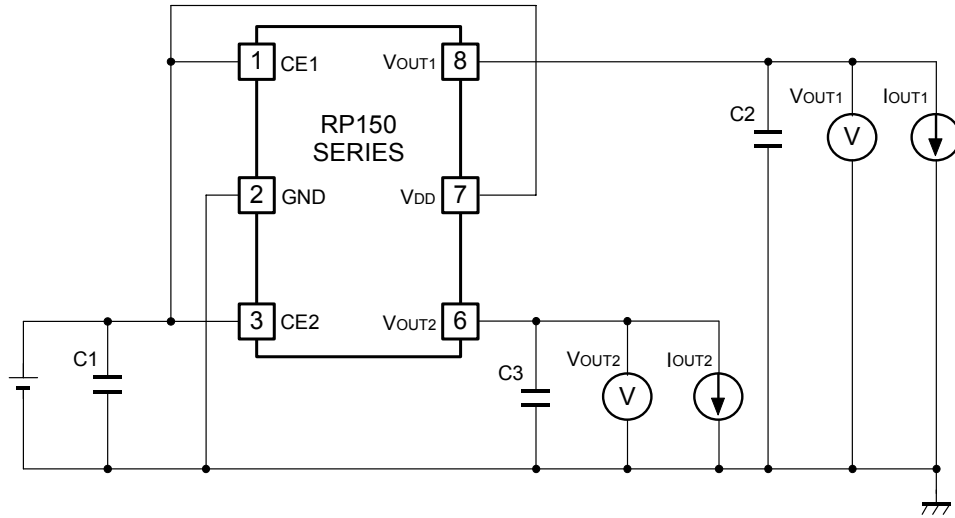 1 CE1 VOUT1 8
RP150
SERIES
C2 VOUT1 IOUT1
V
2 GND VDD 7
3 CE2 VOUT2 6
C1
C3 VOUT2 IOUT2
V